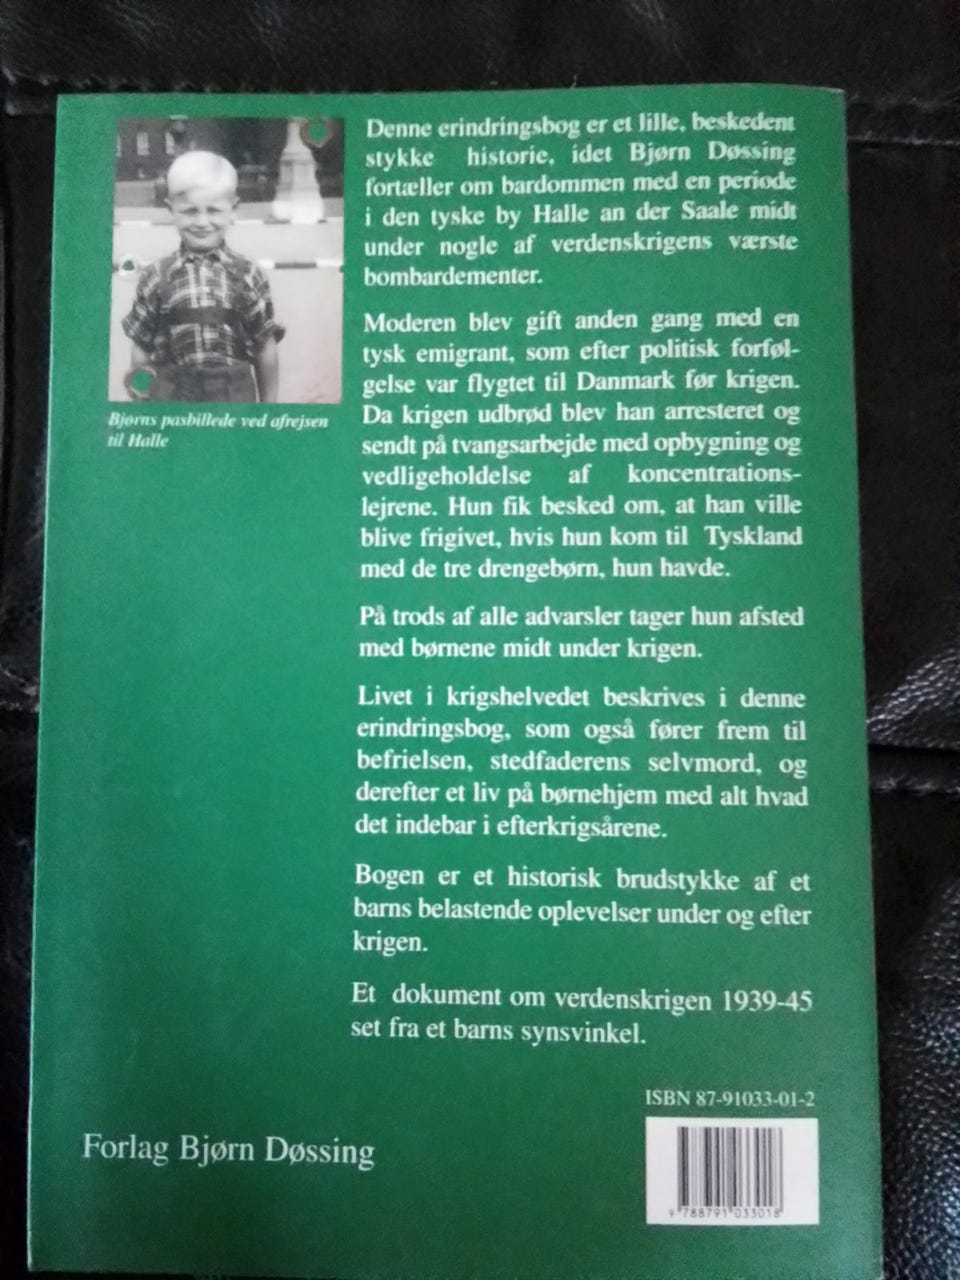 Denne erindringsbog er et lille, beskedent
stykke historie, idet Bjørn Døssing
fortæller om bardommen med en periode
i den tyske by Halle an der Saale midt
under nogle af verdenskrigens værste
bombardementer.
Moderen blev gift anden gang med en
tysk emigrant, som efter politisk forføl-
gelse var flygtet til Danmark før krigen.
Da krigen udbrød blev han arresteret og
sendt på tvangsarbejde med opbygning og
vedligeholdelse af koncentrations-
lejrene. Hun fik besked om, at han ville
blive frigivet, hvis hun kom til Tyskland
med de tre drengebørn, hun havde.
På trods af alle advarsler tager hun afsted
med børnene midt under krigen.
Livet i krigshelvedet beskrives i denne
erindringsbog, som også fører frem til
befrielsen, stedfaderens selvmord, og
derefter et liv på børnehjem med alt hvad
det indebar i efterkrigsårene.
Bogen er et historisk brudstykke af et
barns belastende oplevelser under og efter
krigen.
Et dokument om verdenskrigen 1939-45
set fra et barns synsvinkel.
Bjørns pasbillede ved afrejsen
til Halle
Forlag Bjørn Døssing
ISBN 87-91033-01-2
9 788791 033018